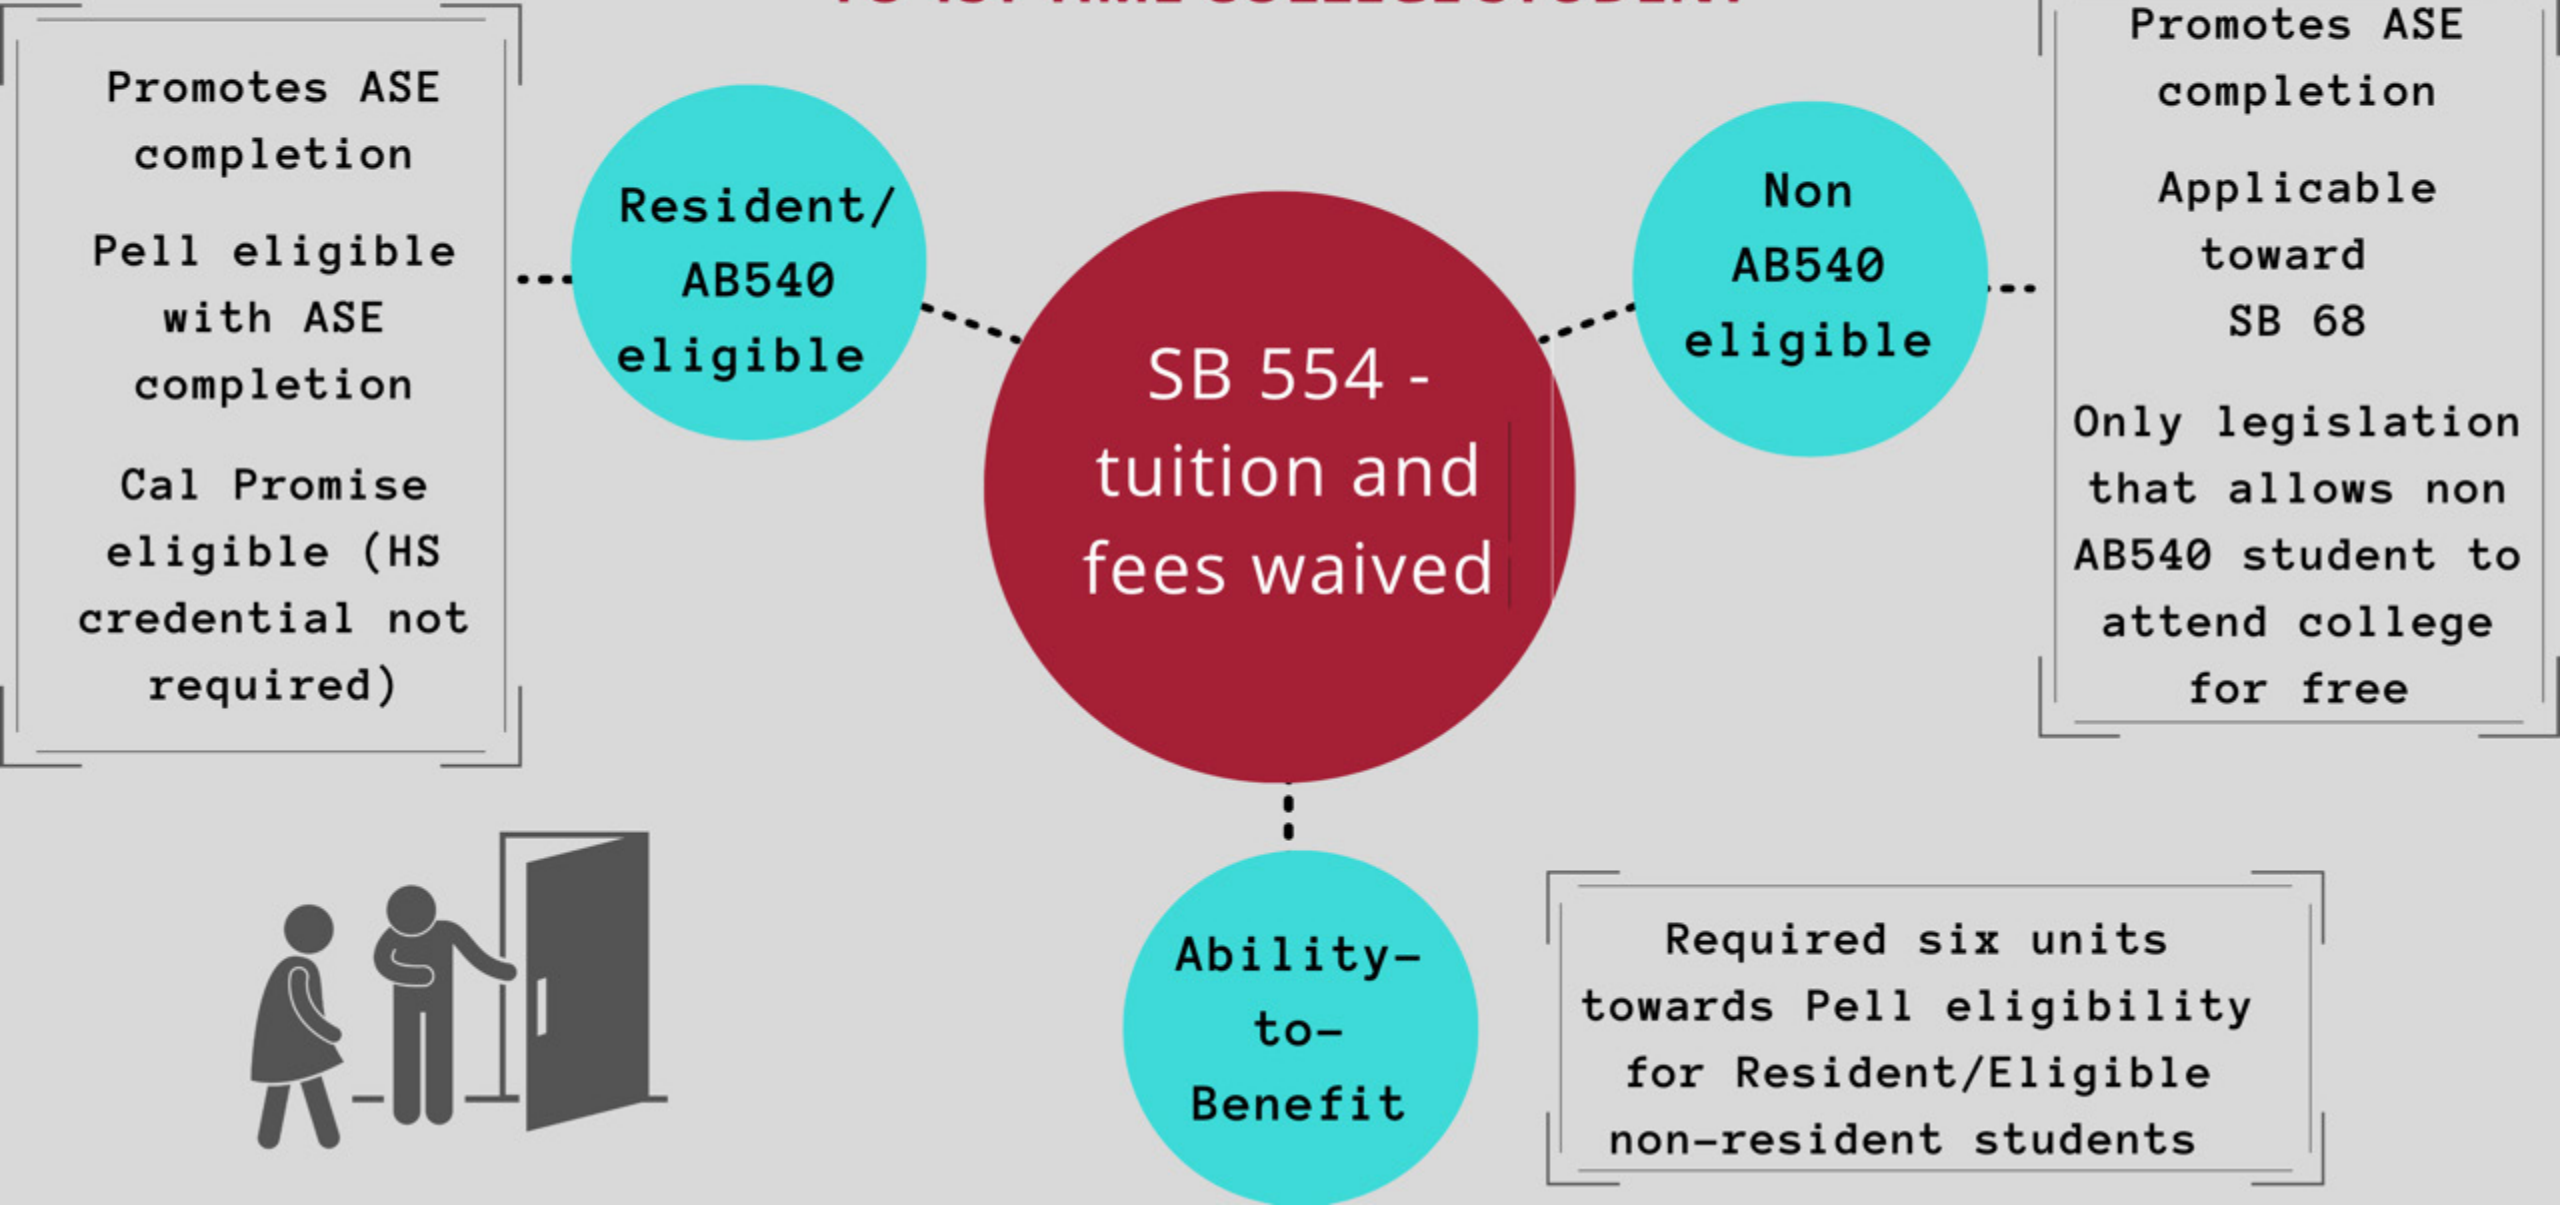 Promotes ASE
completion
Pell eligible
with ASE
completion
Cal Promise
eligible (HS
credential not
required)
Resident/
AB540
eligible
SB 554 -
tuition and
fees waived
Non
AB540
eligible
Promotes ASE
completion
Applicable
toward
SB 68
Only legislation
that allows non
AB540 student to
attend college
for free
Ability-
to-
Benefit
Required six units
towards Pell eligibility
for Resident/Eligible
non-resident students